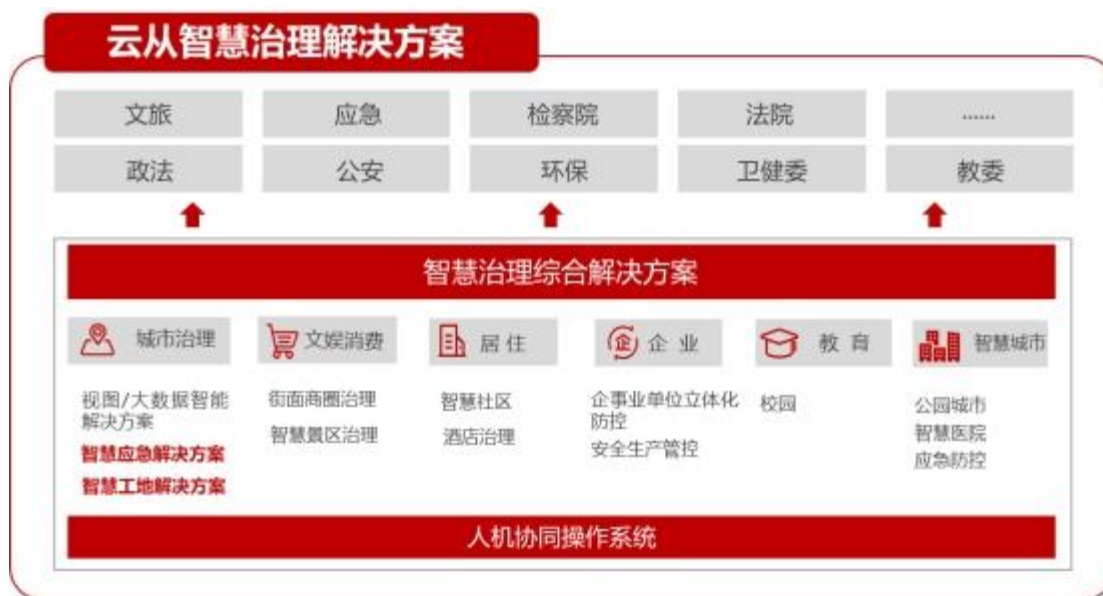 云从智慧治理解决方案
文旅
应急
检察院
法院
......
政法
公安
环保
卫健委
教委
智慧治理综合解决方案
城市治理
文娱消费
居住
企业
教育
智慧城市
视图/大数据智能
解决方案
智慧应急解决方案
智慧工地解决方案
街面商圈治理
智慧景区治理
智慧社区
酒店治理
企
企事业单位立体化
防控
安全生产管控
校园
公园城市
智慧医院
应急防控
人机协同操作系统